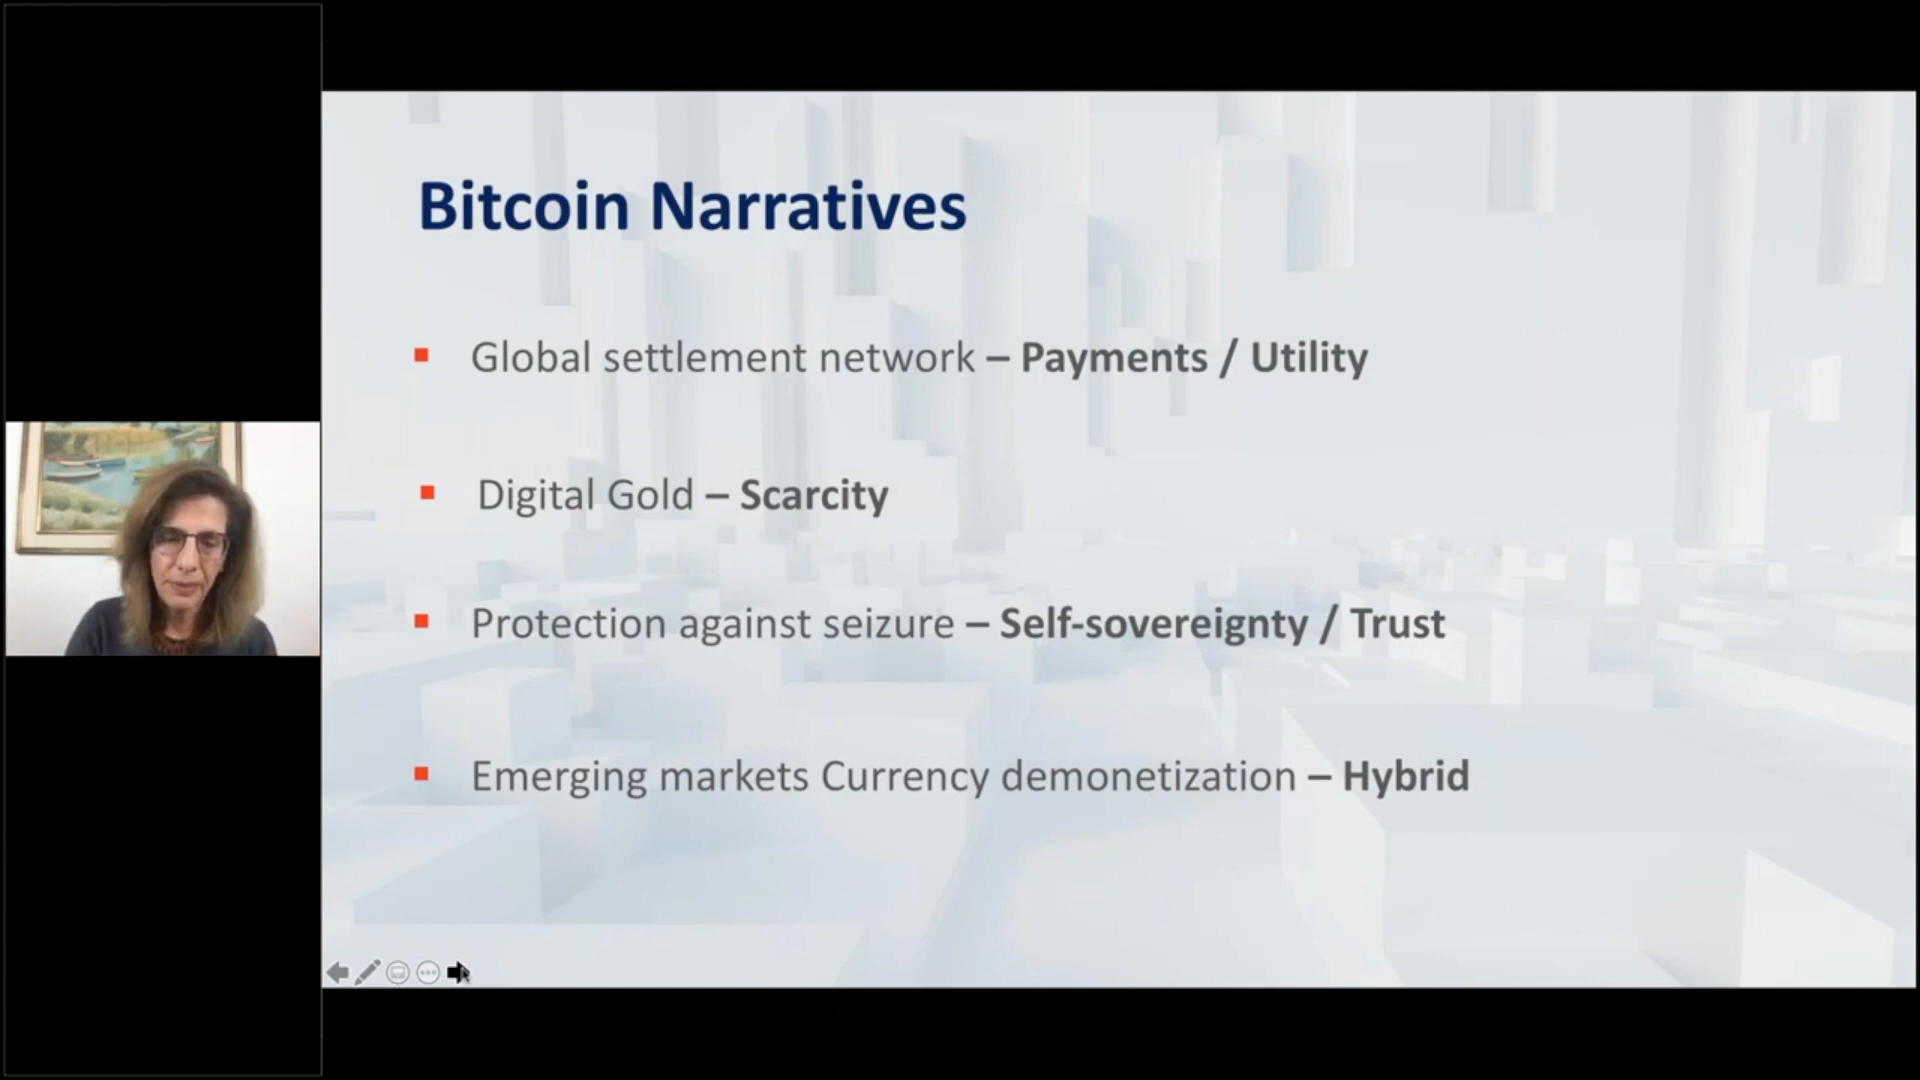 Bitcoin Narratives
Global settlement network – Payments / Utility
Digital Gold – Scarcity
Protection against seizure – Self-sovereignty / Trust
Emerging markets Currency demonetization – Hybrid